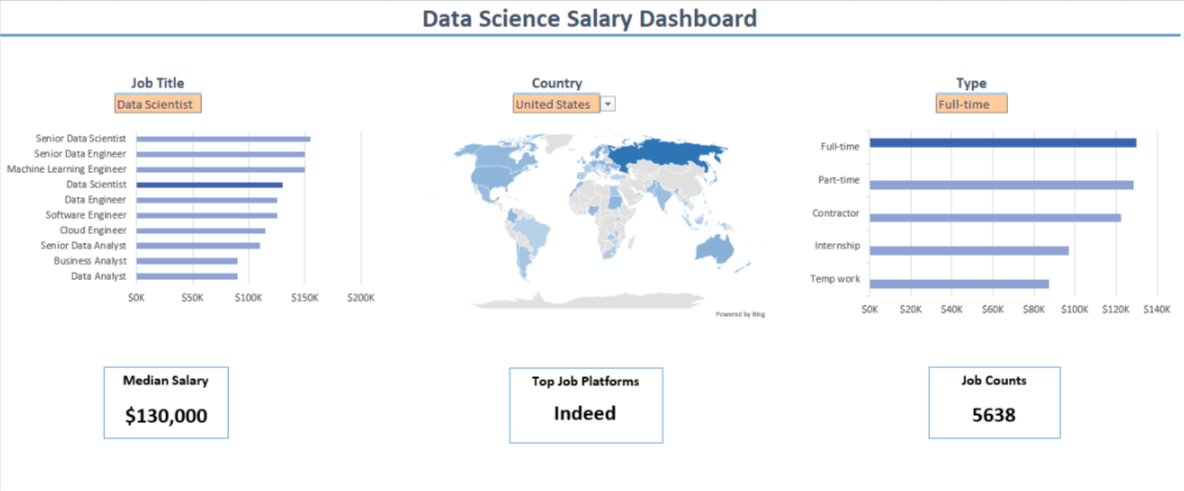 Data Science Salary Dashboard
Job Title
Data Scientist
Senior Data Scientist
Senior Data Engineer
Machine Learning Engineer
Data Scientist
Data Engineer
Software Engineer
Cloud Engineer
Senior Data Analyst
Business Analyst
Data Analyst
$0K $50K $100K $150K $200K
Country
United States
Powered by Bing
Type
Full-time
Full-time
Part-time
Contractor
Internship
Temp work
$0K $20K $40K $60K $80K $100K $120K $140K
Median Salary
$130,000
Top Job Platforms
Indeed
Job Counts
5638